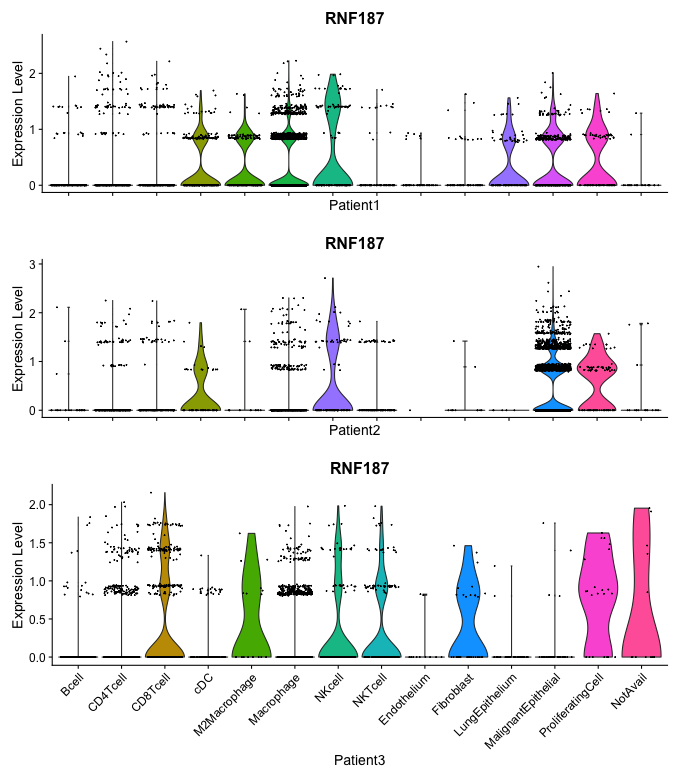 RNF187
Expression Level
2
1
0
Patient1
RNF187
Expression Level
3
2
1
0
Patient2
RNF187
Expression Level
2.0
1.5
1.0
0.5
0.0
Bcell
CD4Tcell
CD8Tcell
cDC
M2Macrophage
Macrophage
NKcell
NKTcell
Endothelium
Fibroblast
LungEpithelium
MalignantEpithelial
ProliferatingCell
NotAvail
Patient3